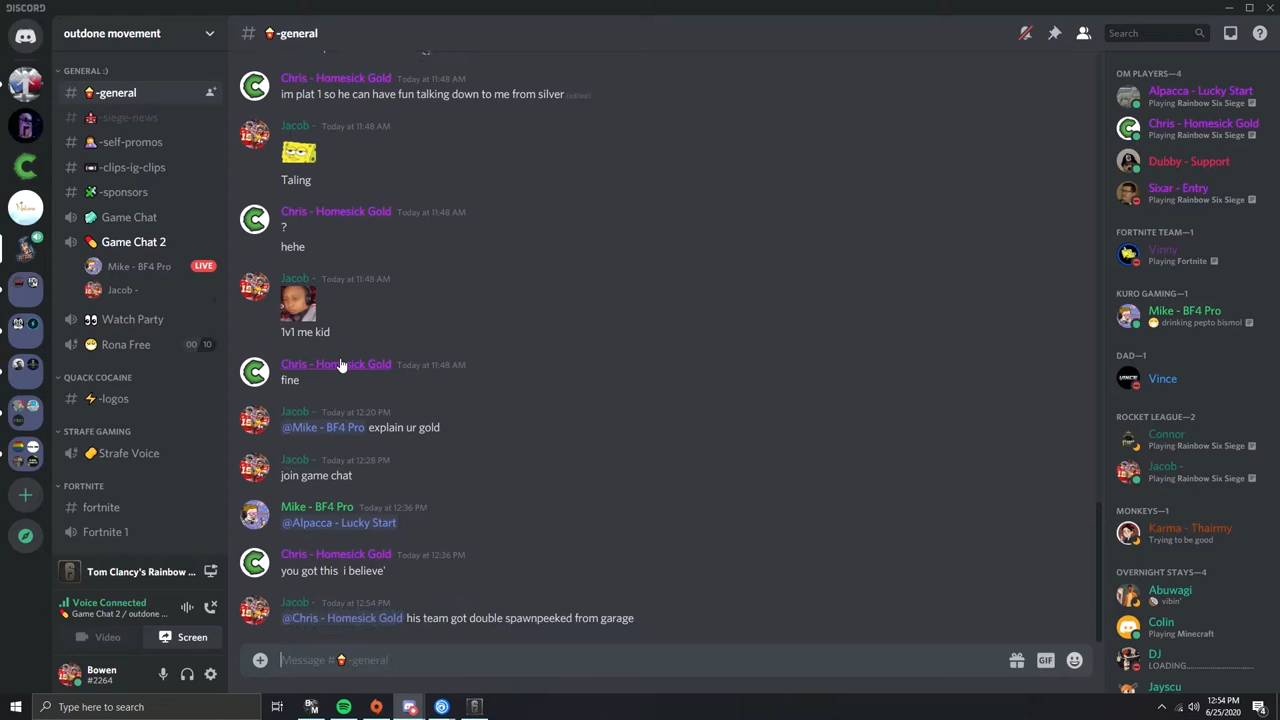 DISCORD
outdone movement
GENERAL :)
-general
-siege-news
-self-promos
-clips-ig-clips
-sponsors
Game Chat
Game Chat 2
Mike - BF4 Pro LIVE
Jacob -
Watch Party
Rona Free 00 10
QUACK COCAINE
-logos
STRAFE GAMING
Strafe Voice
FORTNITE
fortnite
Fortnite 1
Tom Clancy's Rainbow ...
Voice Connected
Game Chat 2 / outdone ...
Video Screen
Bowen
#2264
# -general
Search
Chris - Homesick Gold Today at 11:48 AM
im plat 1 so he can have fun talking down to me from silver (edited)
Jacob - Today at 11:48 AM
Taling
Chris - Homesick Gold Today at 11:48 AM
?
hehe
Jacob - Today at 11:48 AM
1v1 me kid
Chris - Homesick Gold Today at 11:48 AM
fine
Jacob - Today at 12:20 PM
@Mike - BF4 Pro explain ur gold
Jacob - Today at 12:28 PM
join game chat
Mike - BF4 Pro Today at 12:36 PM
@Alpacca - Lucky Start
Chris - Homesick Gold Today at 12:36 PM
you got this i believe'
Jacob - Today at 12:54 PM
@Chris - Homesick Gold his team got double spawnpeeked from garage
Message # -general
GIF
OM PLAYERS—4
Alpacca - Lucky Start
Playing Rainbow Six Siege
Chris - Homesick Gold
Playing Rainbow Six Siege
Dubby - Support
Sixar - Entry
Playing Rainbow Six Siege
FORTNITE TEAM—1
Vinny
Playing Fortnite
KURO GAMING—1
Mike - BF4 Pro
drinking pepto bismol
DAD—1
Vince
ROCKET LEAGUE—2
Connor
Playing Rainbow Six Siege
Jacob -
Playing Rainbow Six Siege
MONKEYS—1
Karma - Thairmy
Trying to be good
OVERNIGHT STAYS—4
Abuwagi
vibin'
Colin
Playing Minecraft
DJ
LOADING..............................
Jayscu
Type here to search
12:54 PM
6/25/2020
4